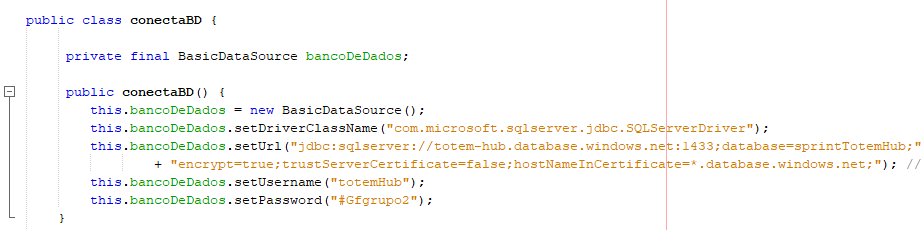 public class conectaBD {
private final BasicDataSource bancoDeDados;
public conectaBD() {
this.bancoDeDados = new BasicDataSource();
this.bancoDeDados.setDriverClassName("com.microsoft.sqlserver.jdbc.SQLServerDriver");
this.bancoDeDados.setUrl("jdbc:sqlserver://totem-hub.database.windows.net:1433;database=sprintTotemHub;"
+ "encrypt=true;trustServerCertificate=false;hostNameInCertificate=*.database.windows.net;"); //
this.bancoDeDados.setUsername("totemHub");
this.bancoDeDados.setPassword("#Gfgrupo2");
}